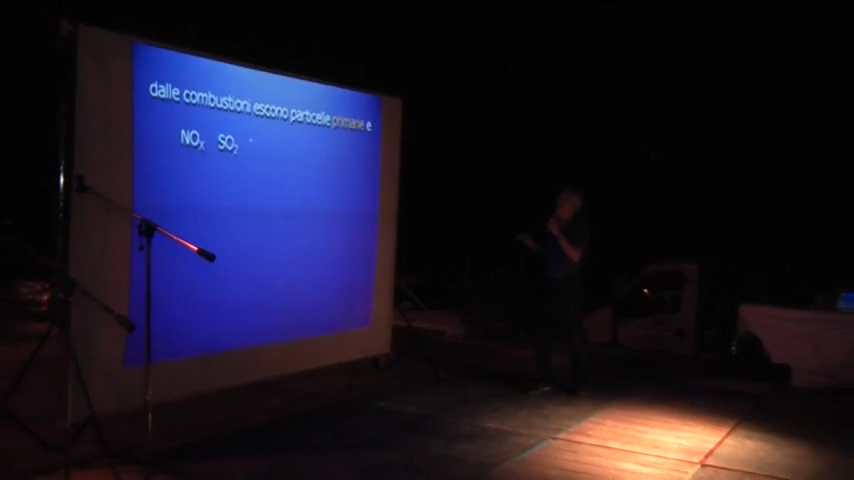 dalle combustioni escono particelle primarie e
NOₓ SO₂